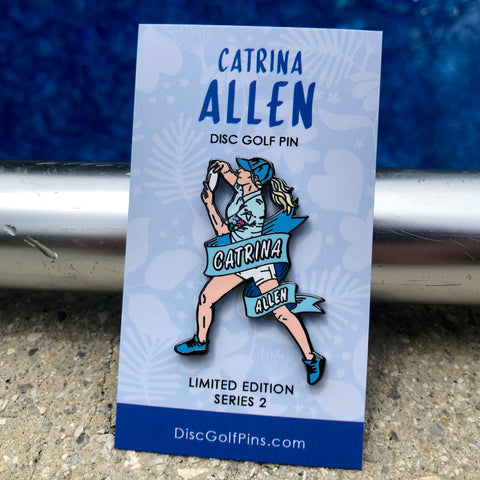 CATRINA
ALLEN
DISC GOLF PIN
CATRINA
ALLEN
LIMITED EDITION
SERIES 2
DiscGolfPins.com